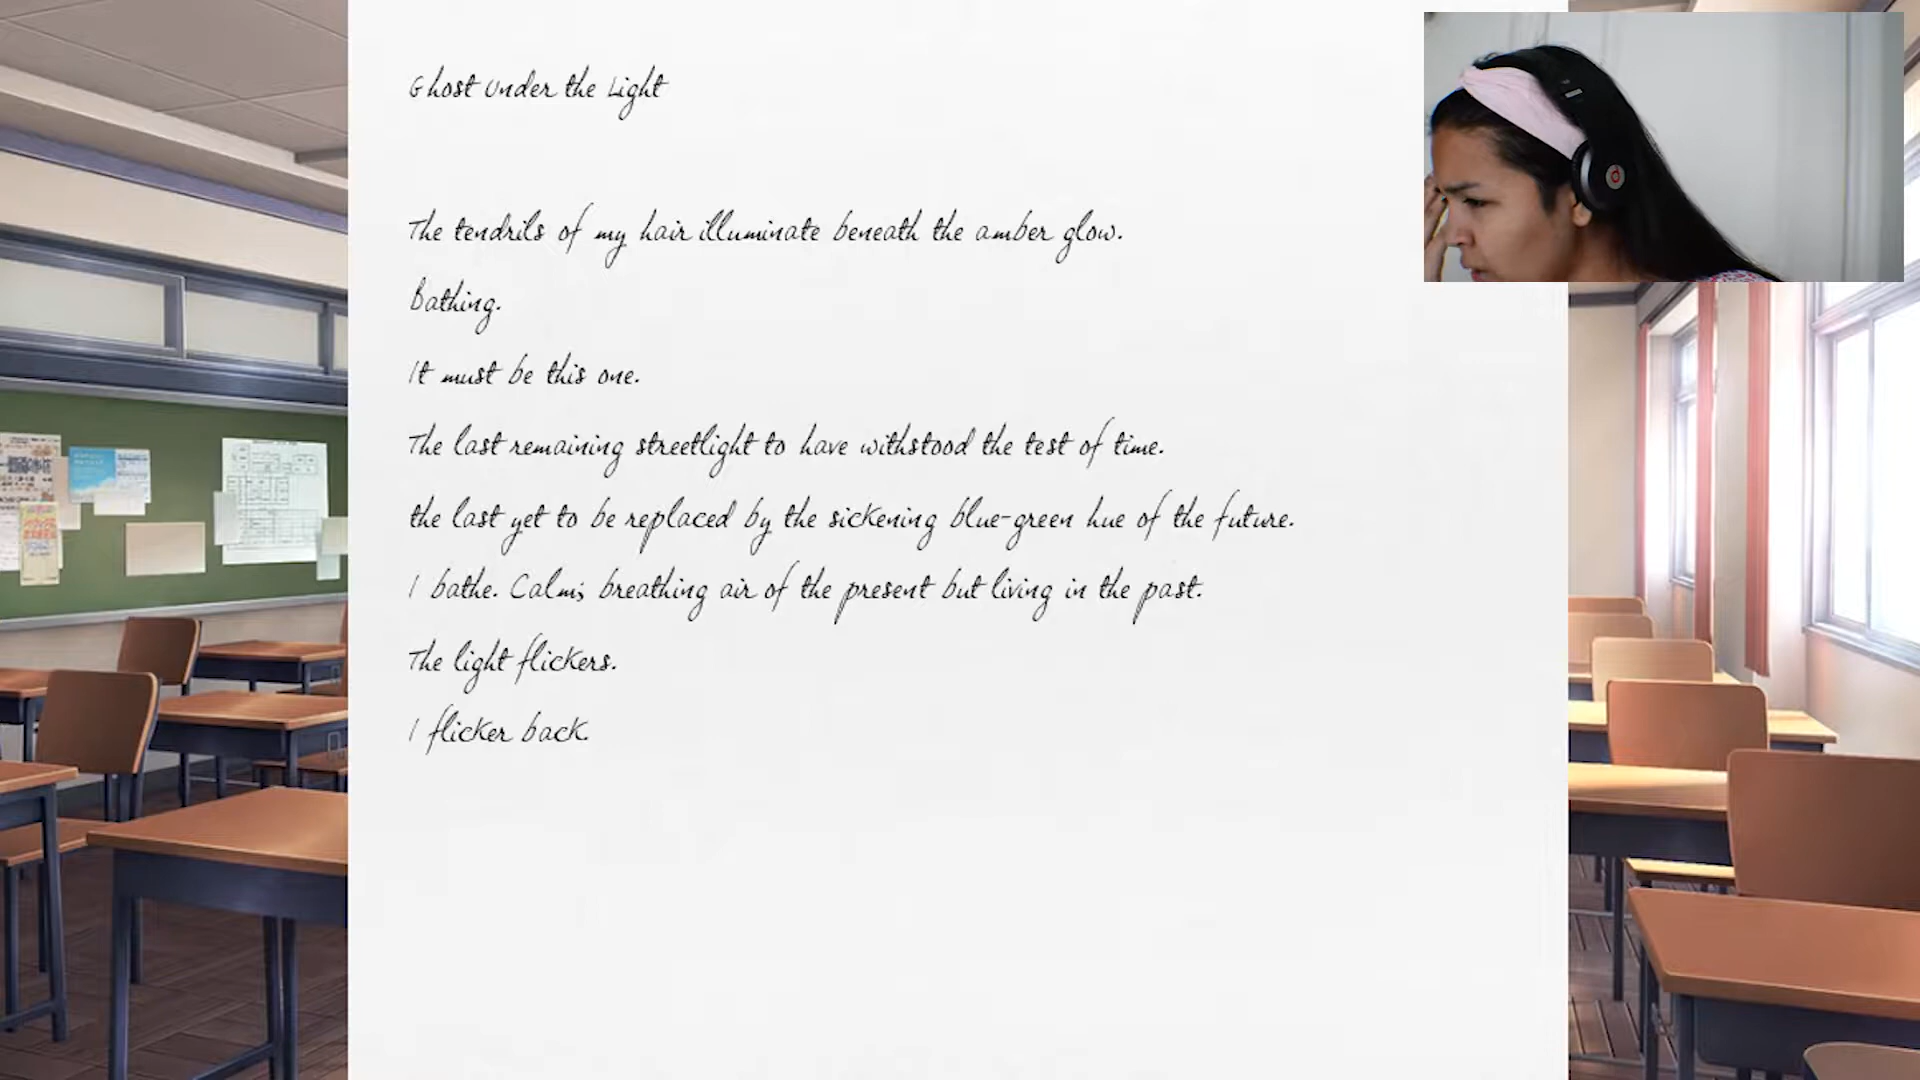 Ghost Under the Light
The tendrils of my hair illuminate beneath the amber glow.
Bathing.
It must be this one.
The last remaining streetlight to have withstood the test of time.
the last yet to be replaced by the sickening blue-green hue of the future.
I bathe. Calm; breathing air of the present but living in the past.
The light flickers.
I flicker back.